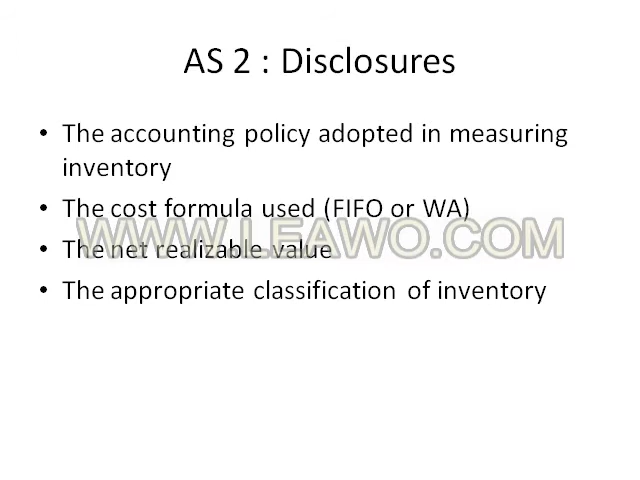 AS 2 : Disclosures
• The accounting policy adopted in measuring
inventory
• The cost formula used (FIFO or WA)
WWW.LEAWO.COM
• The net realizable value
• The appropriate classification of inventory